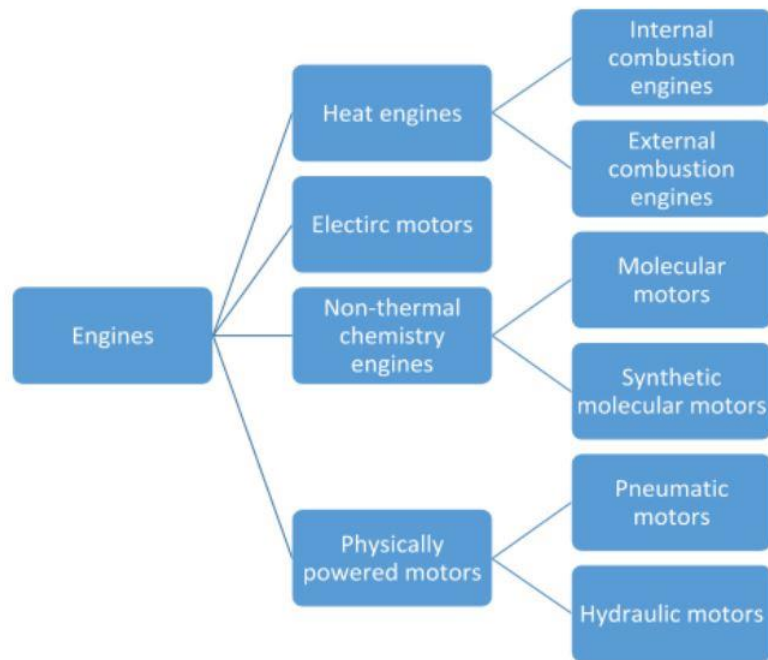 Engines
Heat engines
Internal
combustion
engines
External
combustion
engines
Electirc motors
Non-thermal
chemistry
engines
Molecular
motors
Synthetic
molecular motors
Physically
powered motors
Pneumatic
motors
Hydraulic motors